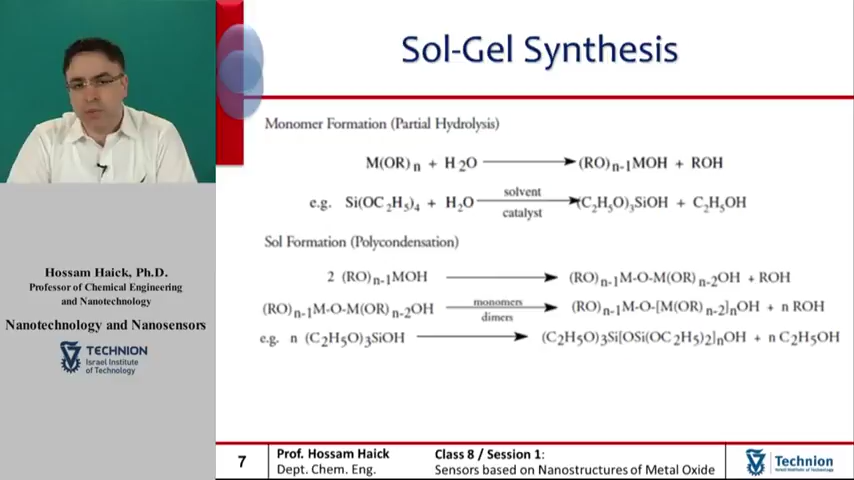 Sol-Gel Synthesis
Monomer Formation (Partial Hydrolysis)
M(OR)n + H2O → (RO)n-1MOH + ROH
e.g. Si(OC2H5)4 + H2O solvent catalyst → (C2H5O)3SiOH + C2H5OH
Sol Formation (Polycondensation)
2 (RO)n-1MOH → (RO)n-1M-O-M(OR)n-2OH + ROH
(RO)n-1M-O-M(OR)n-2OH monomers dimers → (RO)n-1M-O-[M(OR)n-2]nOH + n ROH
e.g. n (C2H5O)3SiOH → (C2H5O)3Si[OSi(OC2H5)2]nOH + n C2H5OH
Hossam Haick, Ph.D.
Professor of Chemical Engineering
and Nanotechnology
Nanotechnology and Nanosensors
TECHNION
Israel Institute
of Technology
7
Prof. Hossam Haick
Dept. Chem. Eng.
Class 8 / Session 1:
Sensors based on Nanostructures of Metal Oxide
Technion
Israel Institute of Technology